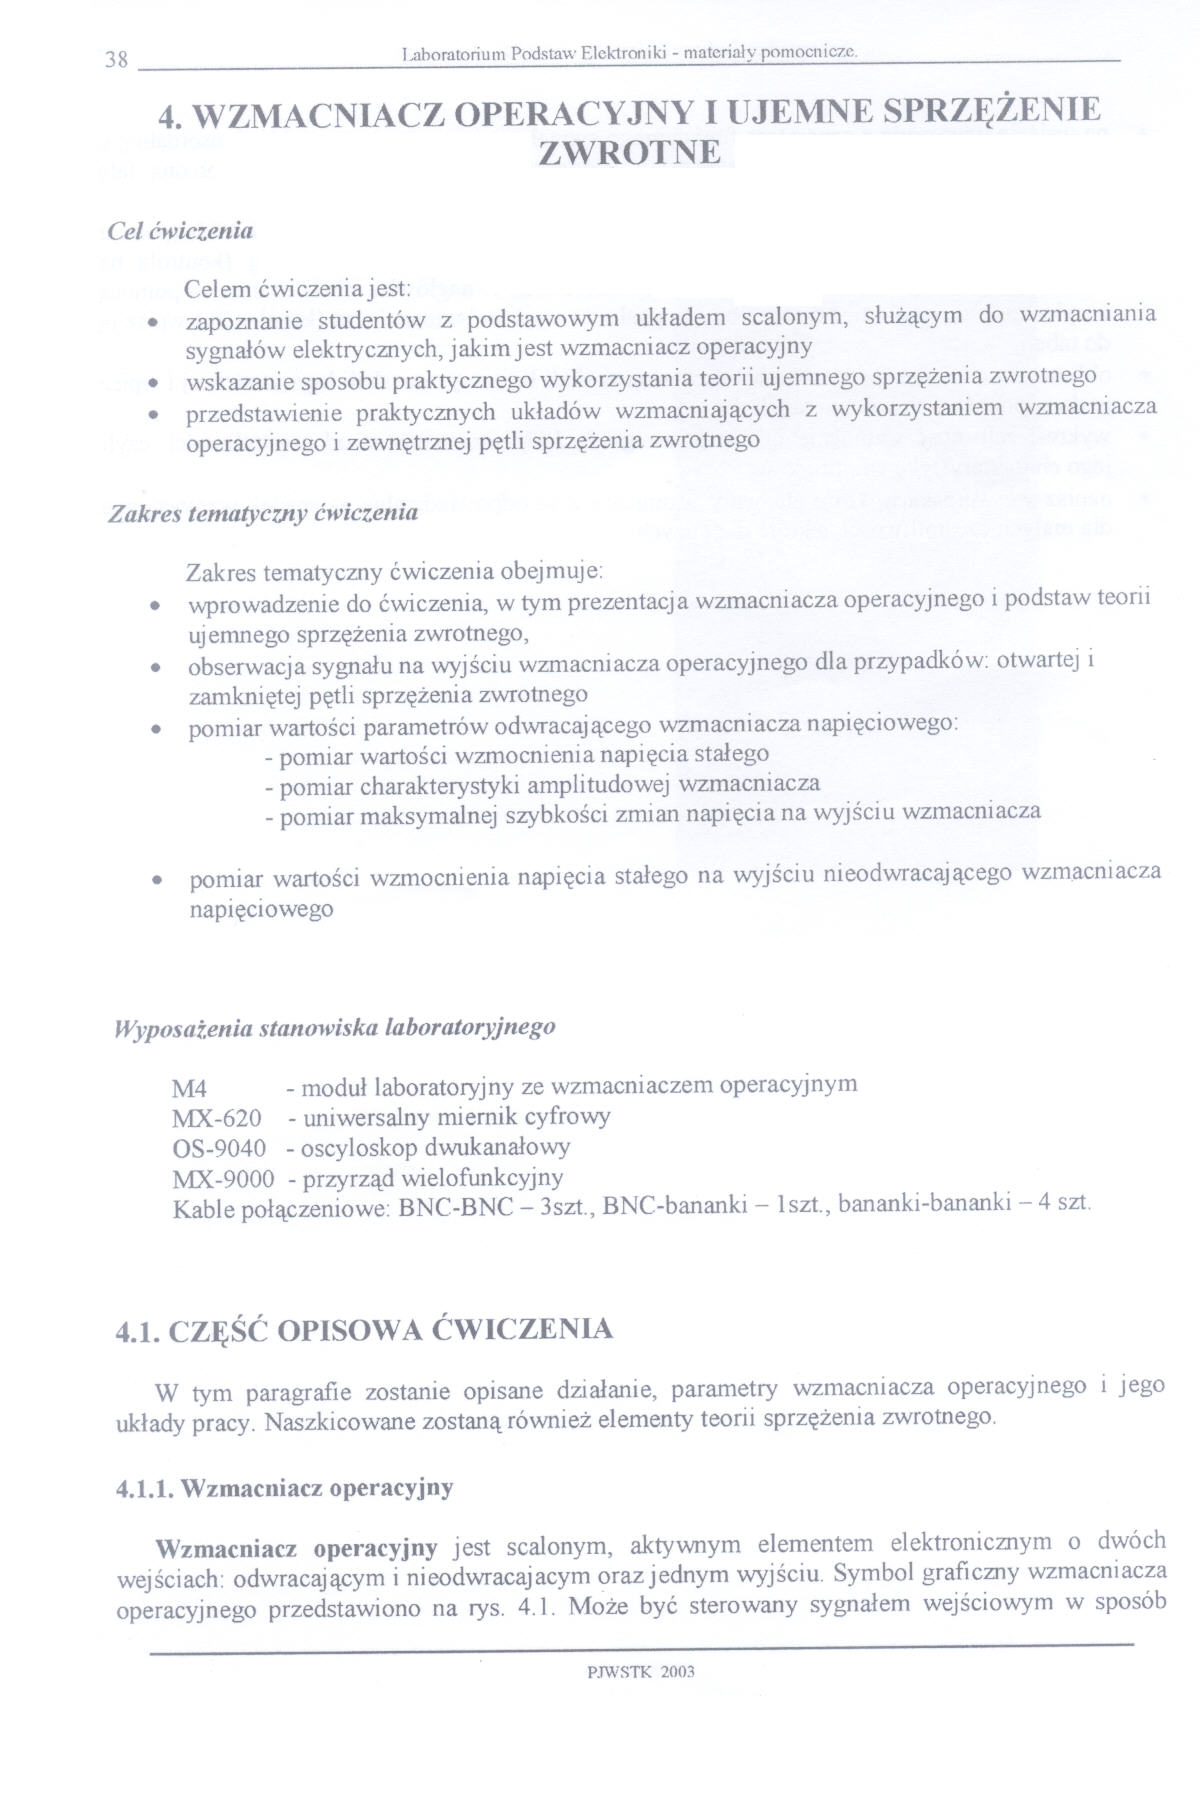 38 Laboratorium Podstaw Elektroniki - materiały pomocnicze.
4. WZMACNIACZ OPERACYJNY I UJEMNE SPRZĘŻENIE
ZWROTNE
Cel ćwiczenia
Celem ćwiczenia jest:
• zapoznanie studentów z podstawowym układem scalonym, służącym do wzmacniania
sygnałów elektrycznych, jakim jest wzmacniacz operacyjny
• wskazanie sposobu praktycznego wykorzystania teorii ujemnego sprzężenia zwrotnego
• przedstawienie praktycznych układów wzmacniających z wykorzystaniem wzmacniacza
operacyjnego i zewnętrznej pętli sprzężenia zwrotnego
Zakres tematyczny ćwiczenia
Zakres tematyczny ćwiczenia obejmuje:
• wprowadzenie do ćwiczenia, w tym prezentacja wzmacniacza operacyjnego i podstaw teorii
ujemnego sprzężenia zwrotnego,
• obserwacja sygnału na wyjściu wzmacniacza operacyjnego dla przypadków: otwartej i
zamkniętej pętli sprzężenia zwrotnego
• pomiar wartości parametrów odwracającego wzmacniacza napięciowego:
- pomiar wartości wzmocnienia napięcia stałego
- pomiar charakterystyki amplitudowej wzmacniacza
- pomiar maksymalnej szybkości zmian napięcia na wyjściu wzmacniacza
• pomiar wartości wzmocnienia napięcia stałego na wyjściu nieodwracającego wzmacniacza
napięciowego
Wyposażenia stanowiska laboratoryjnego
M4 - moduł laboratoryjny ze wzmacniaczem operacyjnym
MX-620 - uniwersalny miernik cyfrowy
OS-9040 - oscyloskop dwukanałowy
MX-9000 - przyrząd wielofunkcyjny
Kable połączeniowe: BNC-BNC – 3szt., BNC-bananki – 1szt., bananki-bananki – 4 szt.
4.1. CZĘŚĆ OPISOWA ĆWICZENIA
W tym paragrafie zostanie opisane działanie, parametry wzmacniacza operacyjnego i jego
układy pracy. Naszkicowane zostaną również elementy teorii sprzężenia zwrotnego.
4.1.1. Wzmacniacz operacyjny
Wzmacniacz operacyjny jest scalonym, aktywnym elementem elektronicznym o dwóch
wejściach: odwracającym i nieodwracajacym oraz jednym wyjściu. Symbol graficzny wzmacniacza
operacyjnego przedstawiono na rys. 4.1. Może być sterowany sygnałem wejściowym w sposób
PJWSTK 2003